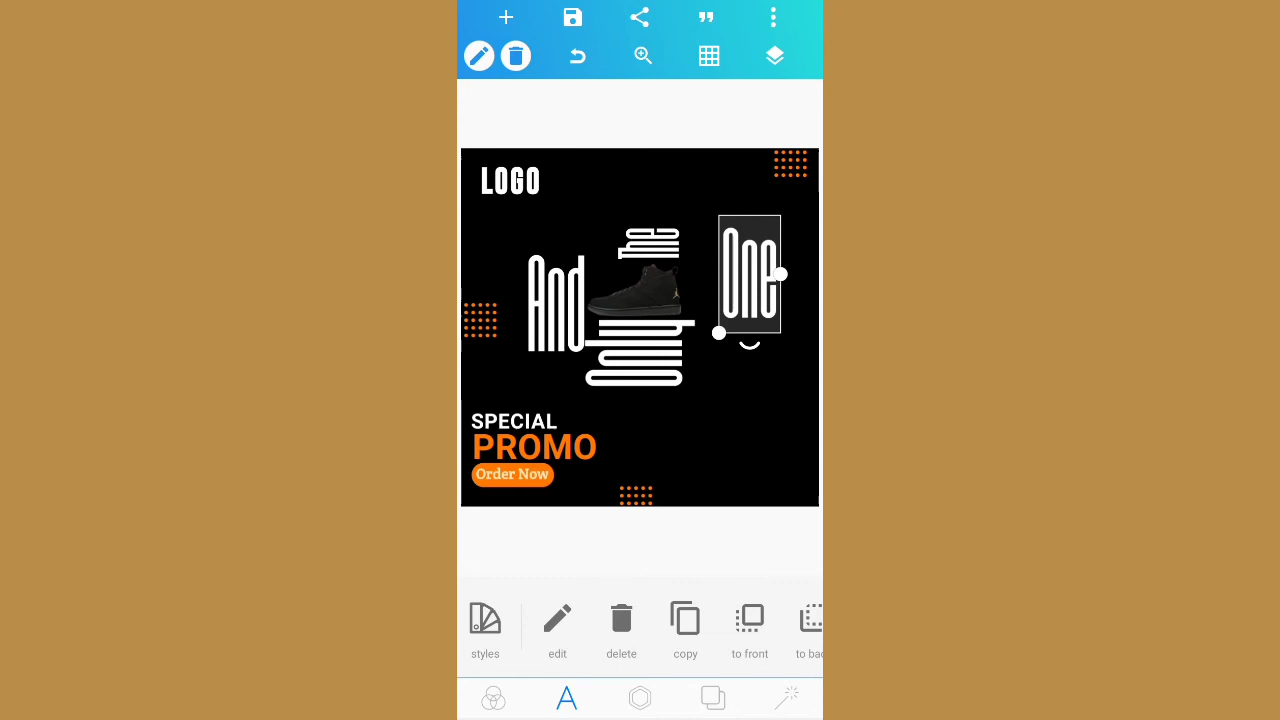 LOGO
The
And
One
Only
SPECIAL
PROMO
Order Now
styles
edit
delete
copy
to front
to bac